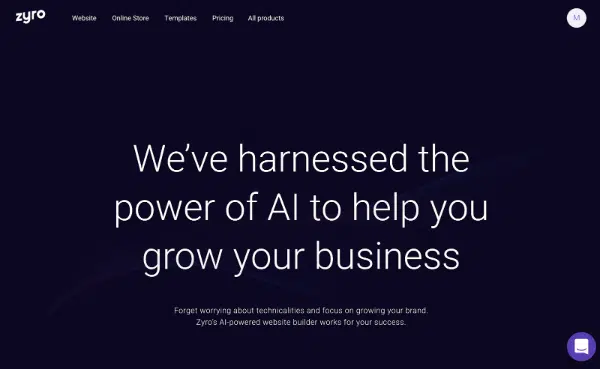 zyro
Website Online Store Templates Pricing All products
M
We've harnessed the
power of AI to help you
grow your business
Forget worrying about technicalities and focus on growing your brand.
Zyro's AI-powered website builder works for your success.